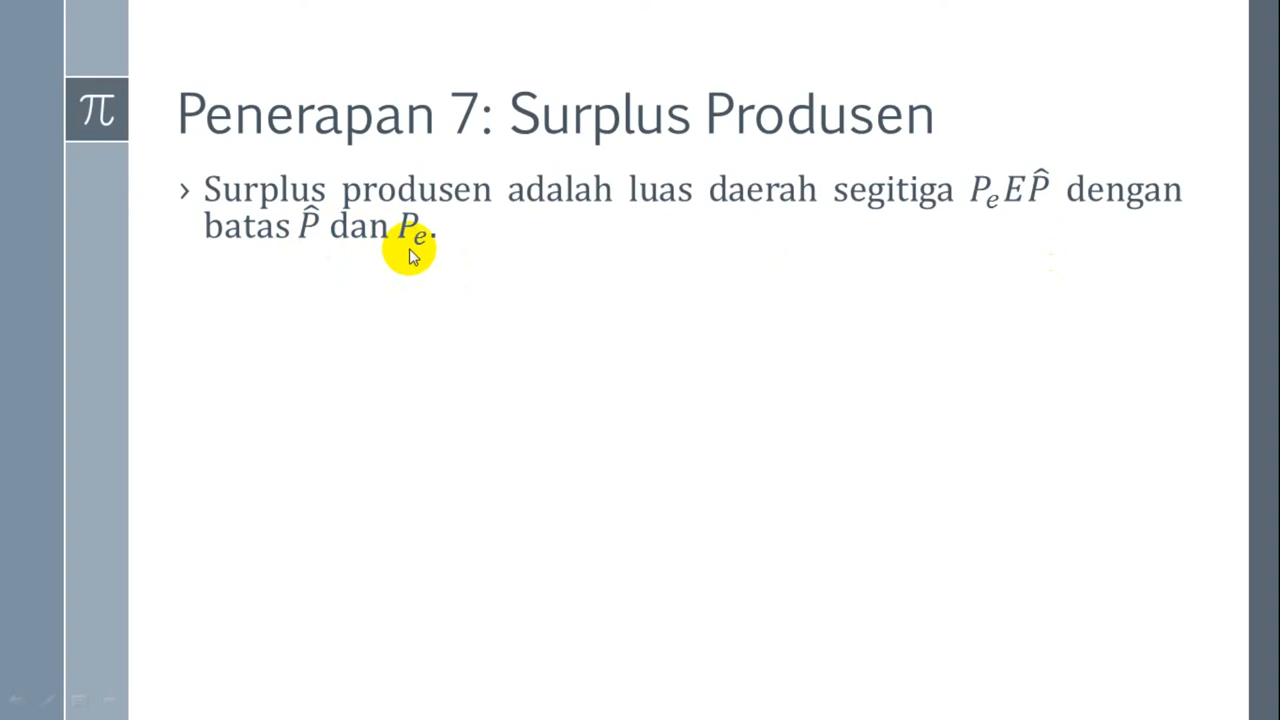 π
Penerapan 7: Surplus Produsen
› Surplus produsen adalah luas daerah segitiga PₑEP̂ dengan
batas P̂ dan Pₑ.